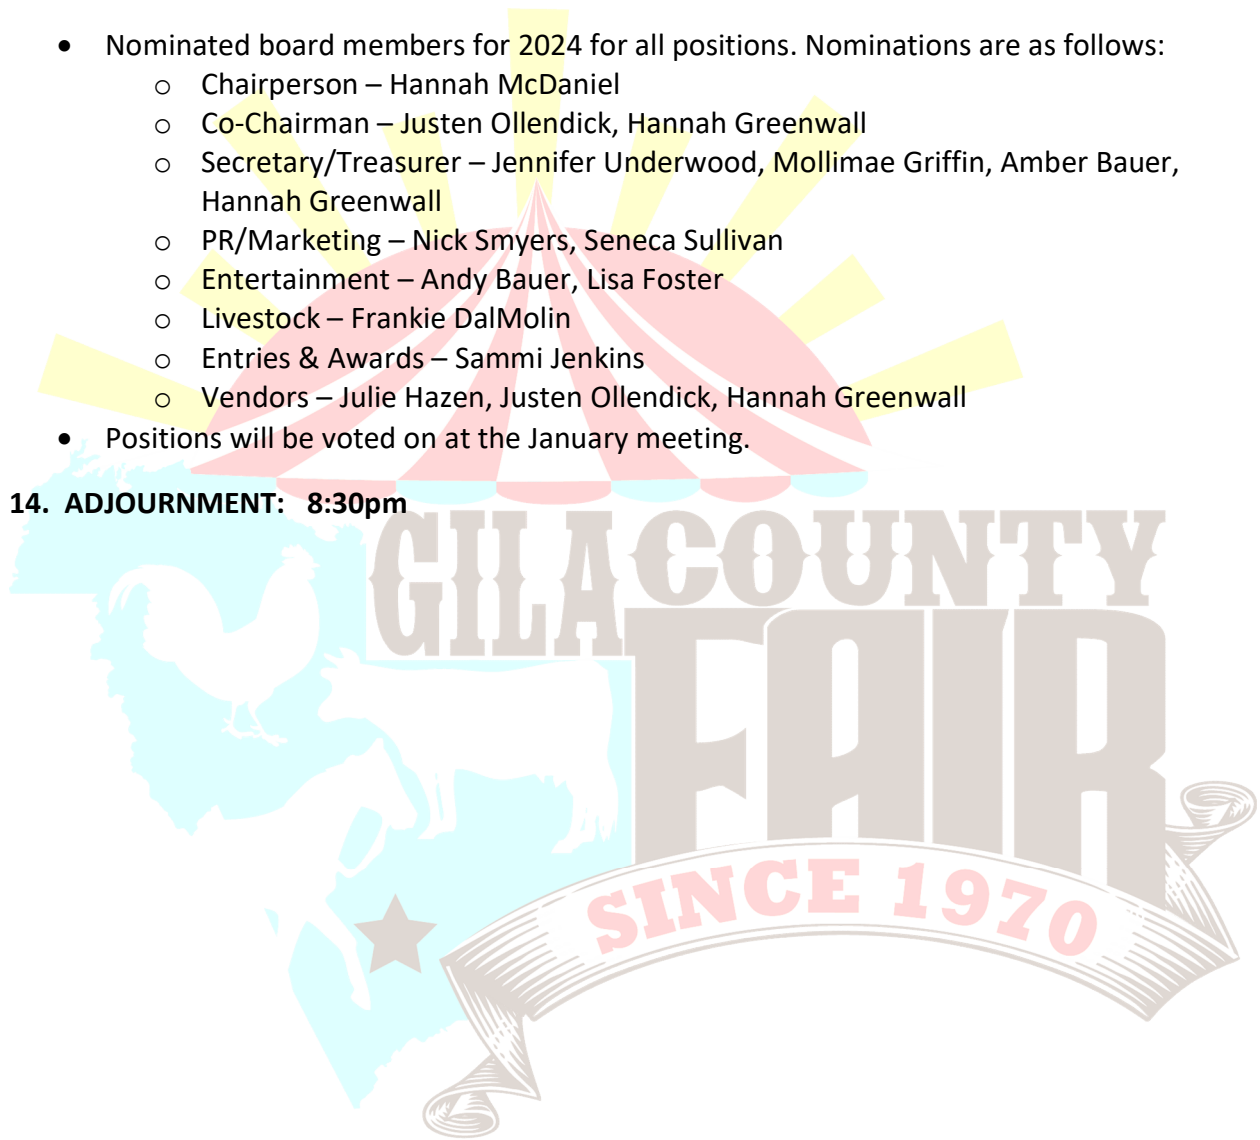 • Nominated board members for 2024 for all positions. Nominations are as follows:
o Chairperson – Hannah McDaniel
o Co-Chairman – Justen Ollendick, Hannah Greenwall
o Secretary/Treasurer – Jennifer Underwood, Mollimae Griffin, Amber Bauer,
Hannah Greenwall
o PR/Marketing – Nick Smyers, Seneca Sullivan
o Entertainment – Andy Bauer, Lisa Foster
o Livestock – Frankie DalMolin
o Entries & Awards – Sammi Jenkins
o Vendors – Julie Hazen, Justen Ollendick, Hannah Greenwall
• Positions will be voted on at the January meeting.
14. ADJOURNMENT: 8:30pm
GILA COUNTY
FAIR
SINCE 1970